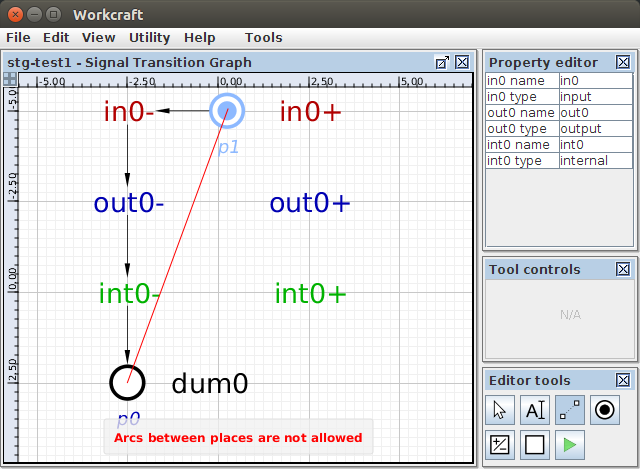 Workcraft
File Edit View Utility Help Tools
stg-test1 - Signal Transition Graph
-5,00 -2,50 0,00 2,50 5,00
-5,0
-2,50
0,00
2,50
in0- in0+
p1
out0- out0+
int0- int0+
dum0
p0
Arcs between places are not allowed
Property editor
in0 name in0
in0 type input
out0 name out0
out0 type output
int0 name int0
int0 type internal
Tool controls
N/A
Editor tools
A